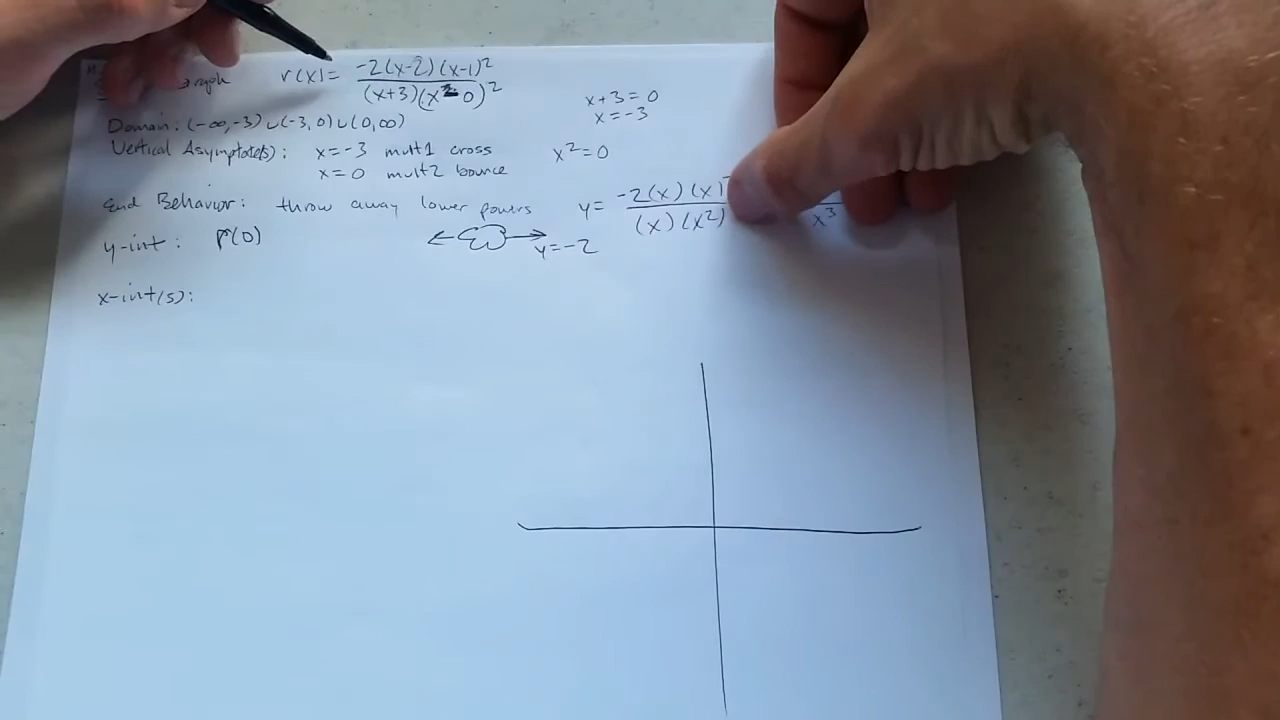 raph r(x)= -2(x-2)(x-1)² / (x+3)(x-0)²
x+3=0
x=-3
Domain: (-∞,-3)∪(-3,0)∪(0,∞)
Vertical Asymptote(s): x=-3 mult1 cross x²=0
x=0 mult2 bounce
End Behavior: throw away lower powers y= -2(x)(x) / (x)(x²) x³
y-int: r(0) y=-2
x-int(s):